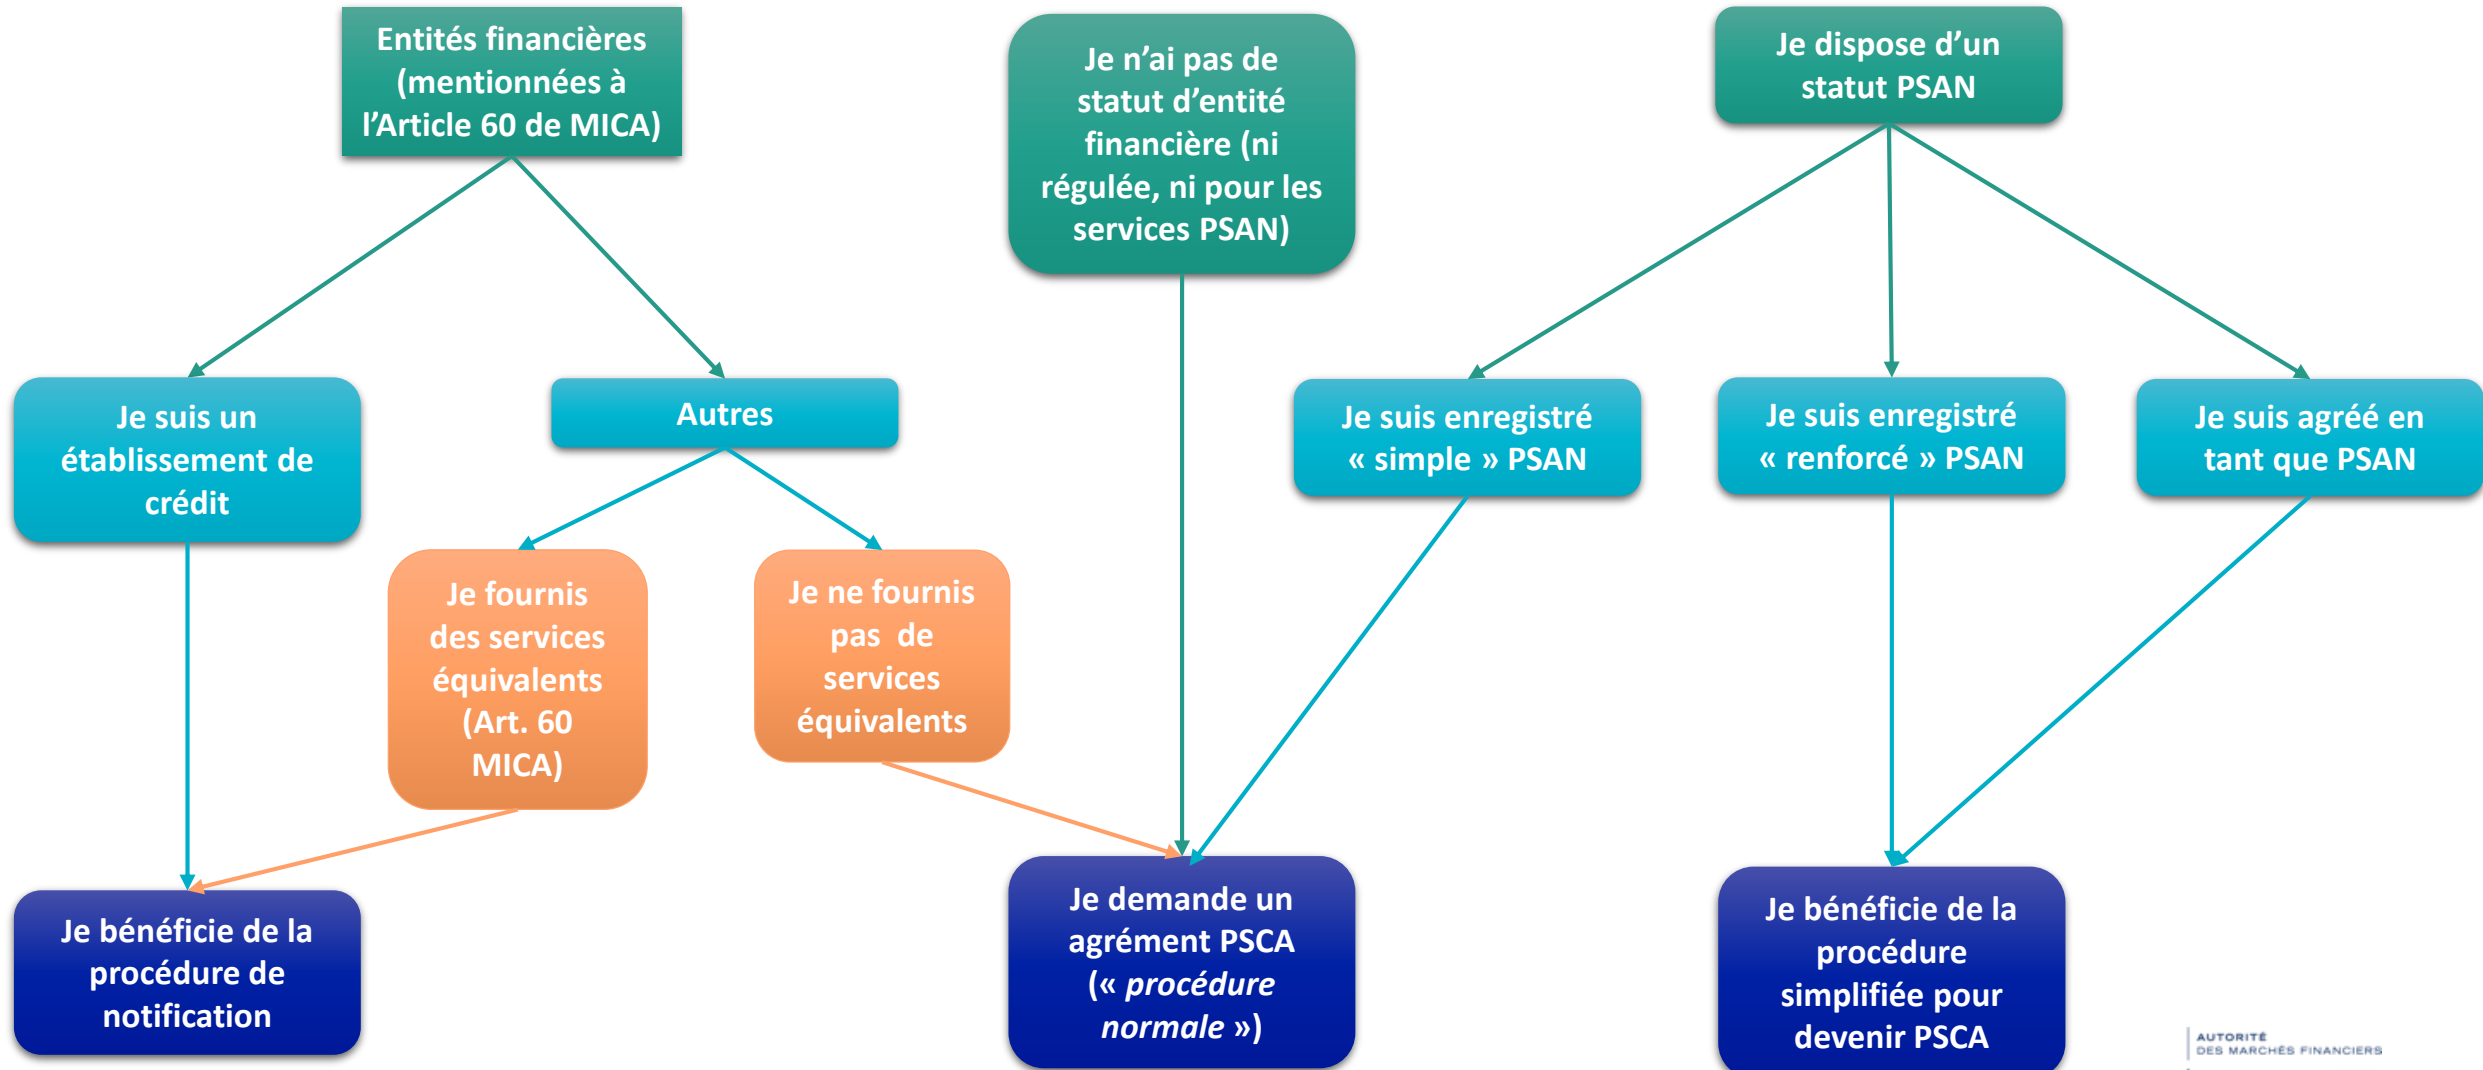 Entités financières
(mentionnées à
l'Article 60 de MICA)
Je n'ai pas de
statut d'entité
financière (ni
régulée, ni pour les
services PSAN)
Je dispose d'un
statut PSAN
Je suis un
établissement de
crédit
Autres
Je suis enregistré
« simple » PSAN
Je suis enregistré
« renforcé » PSAN
Je suis agréé en
tant que PSAN
Je fournis
des services
équivalents
(Art. 60
MICA)
Je ne fournis
pas  de
services
équivalents
Je bénéficie de la
procédure de
notification
Je demande un
agrément PSCA
(« procédure
normale »)
Je bénéficie de la
procédure
simplifiée pour
devenir PSCA
AUTORITÉ
DES MARCHÉS FINANCIERS